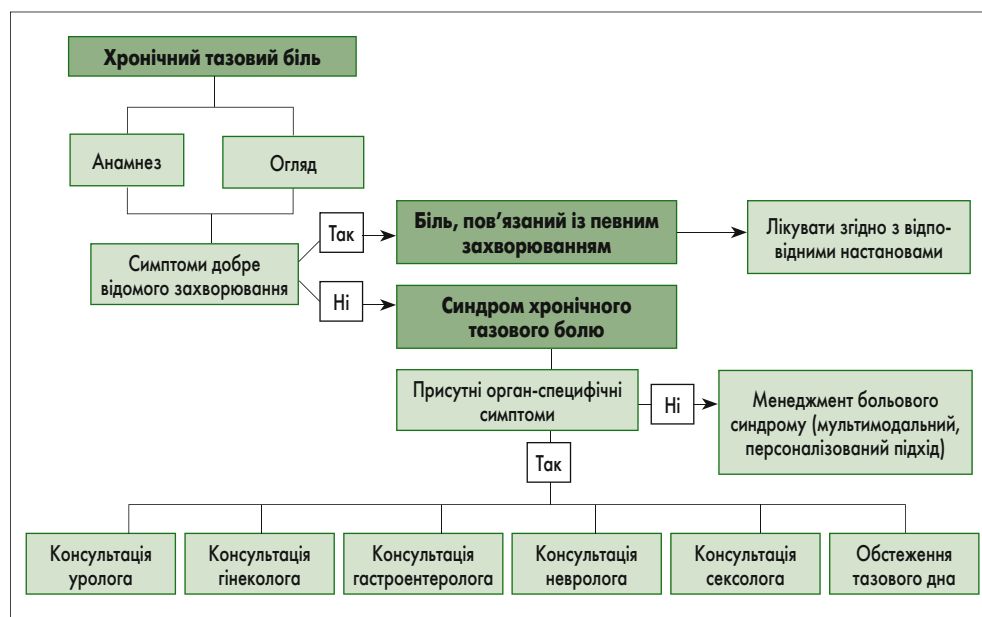 Хронічний тазовий біль
Анамнез
Огляд
Симптоми добре
відомого захворювання
Так
Біль, пов’язаний із певним
захворюванням
Лікувати згідно з відпо-
відними настановами
Ні
Синдром хронічного
тазового болю
Присутні орган-специфічні
симптоми
Ні
Менеджмент больового
синдрому (мультимодальний,
персоналізований підхід)
Так
Консультація
уролога
Консультація
гінеколога
Консультація
гастроентеролога
Консультація
невролога
Консультація
сексолога
Обстеження
тазового дна